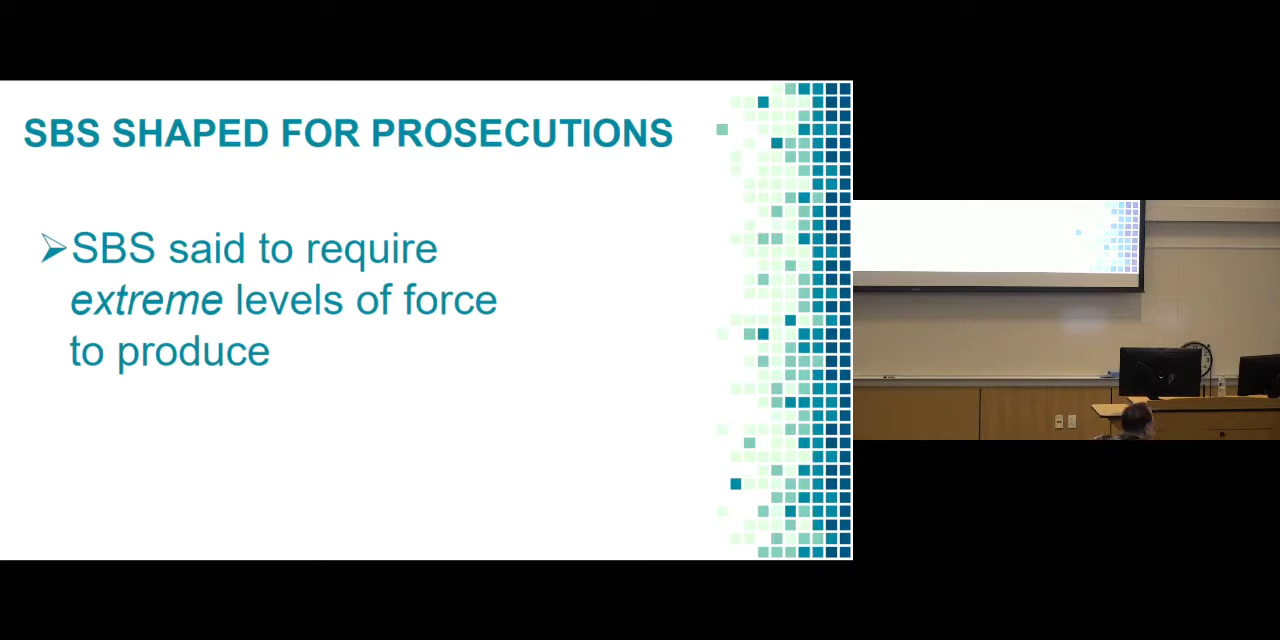 SBS SHAPED FOR PROSECUTIONS
➢SBS said to require
extreme levels of force
to produce